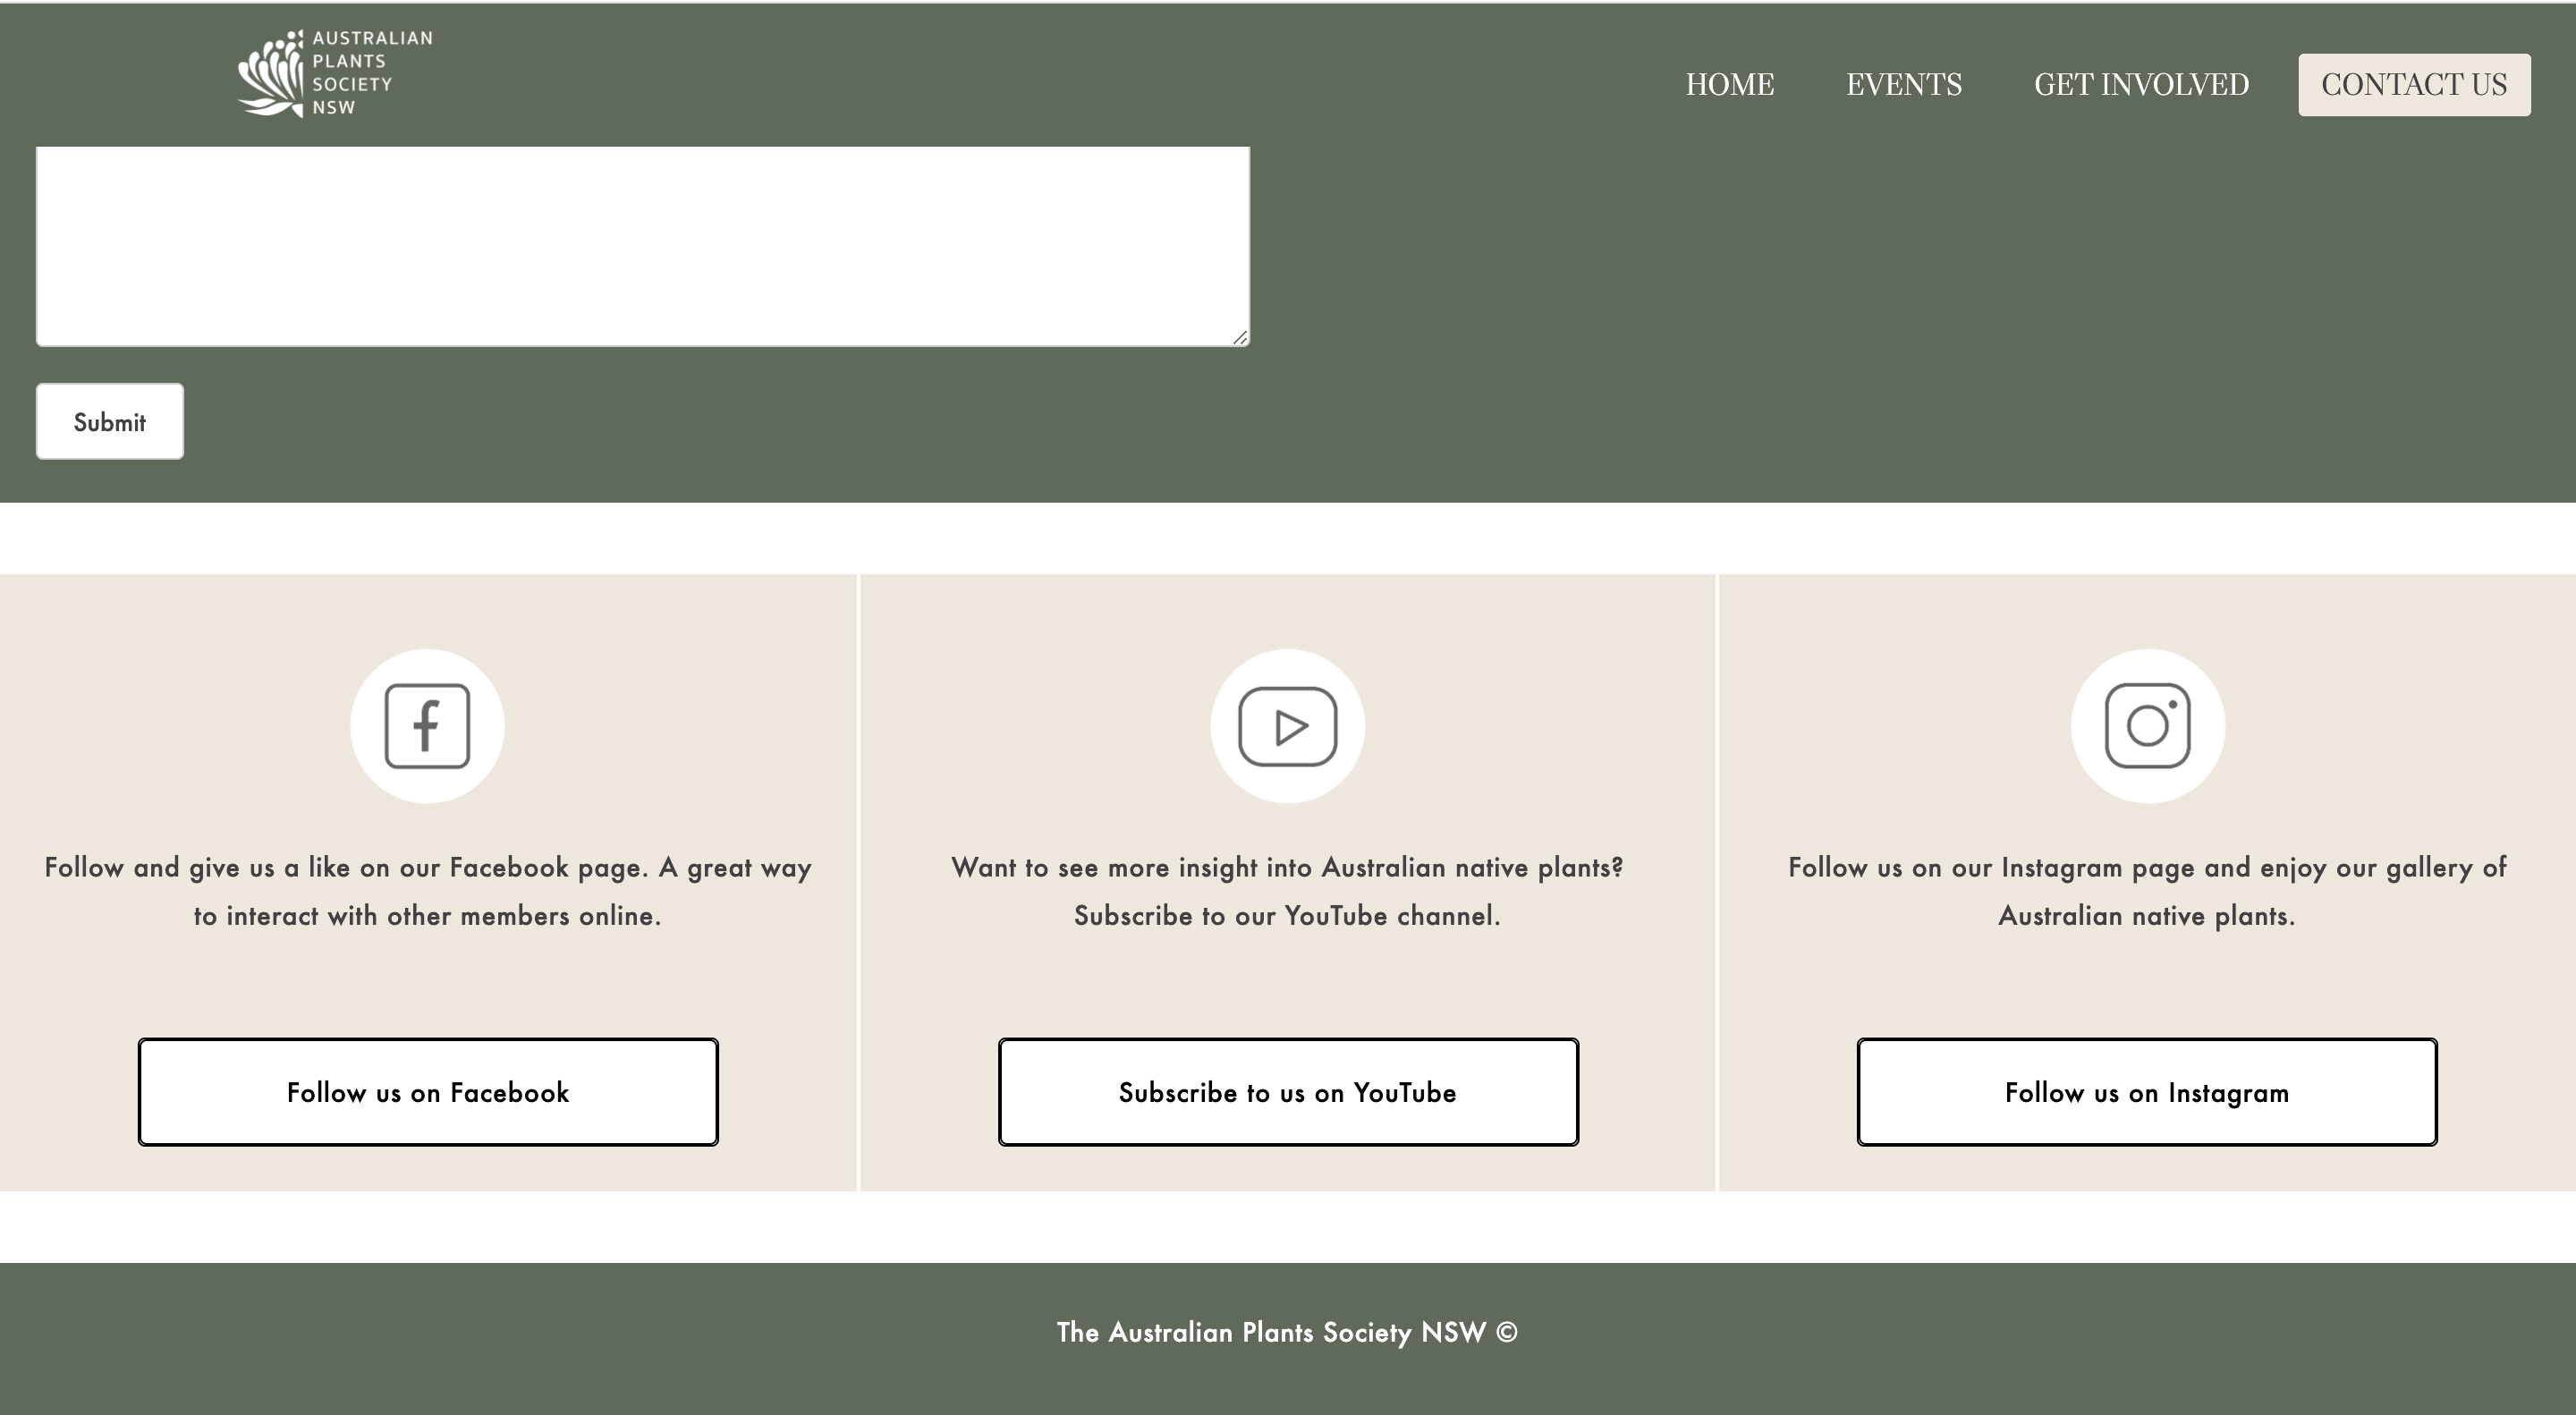 AUSTRALIAN
PLANTS
SOCIETY
NSW
HOME EVENTS GET INVOLVED CONTACT US
Submit
Follow and give us a like on our Facebook page. A great way
to interact with other members online.
Want to see more insight into Australian native plants?
Subscribe to our YouTube channel.
Follow us on our Instagram page and enjoy our gallery of
Australian native plants.
Follow us on Facebook
Subscribe to us on YouTube
Follow us on Instagram
The Australian Plants Society NSW ©